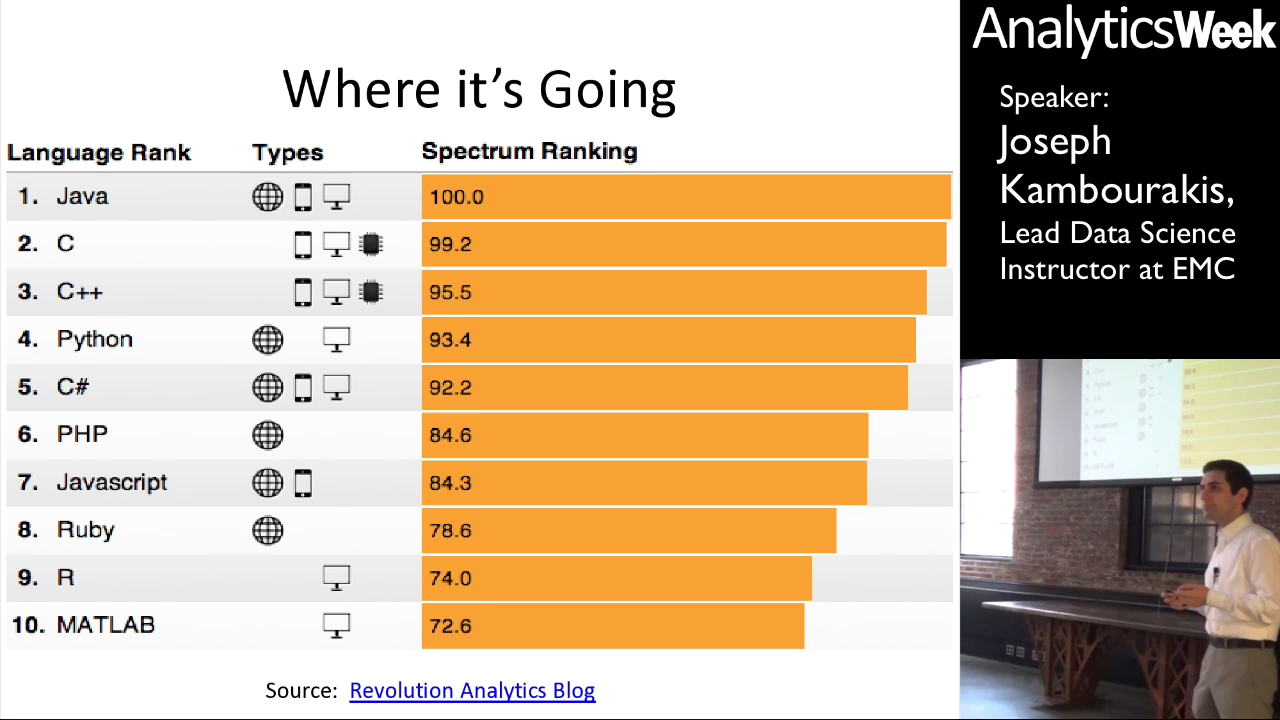 Where it's Going
Language Rank Types Spectrum Ranking
1. Java 100.0
2. C 99.2
3. C++ 95.5
4. Python 93.4
5. C# 92.2
6. PHP 84.6
7. Javascript 84.3
8. Ruby 78.6
9. R 74.0
10. MATLAB 72.6
Source: Revolution Analytics Blog
AnalyticsWeek
Speaker:
Joseph
Kambourakis,
Lead Data Science
Instructor at EMC